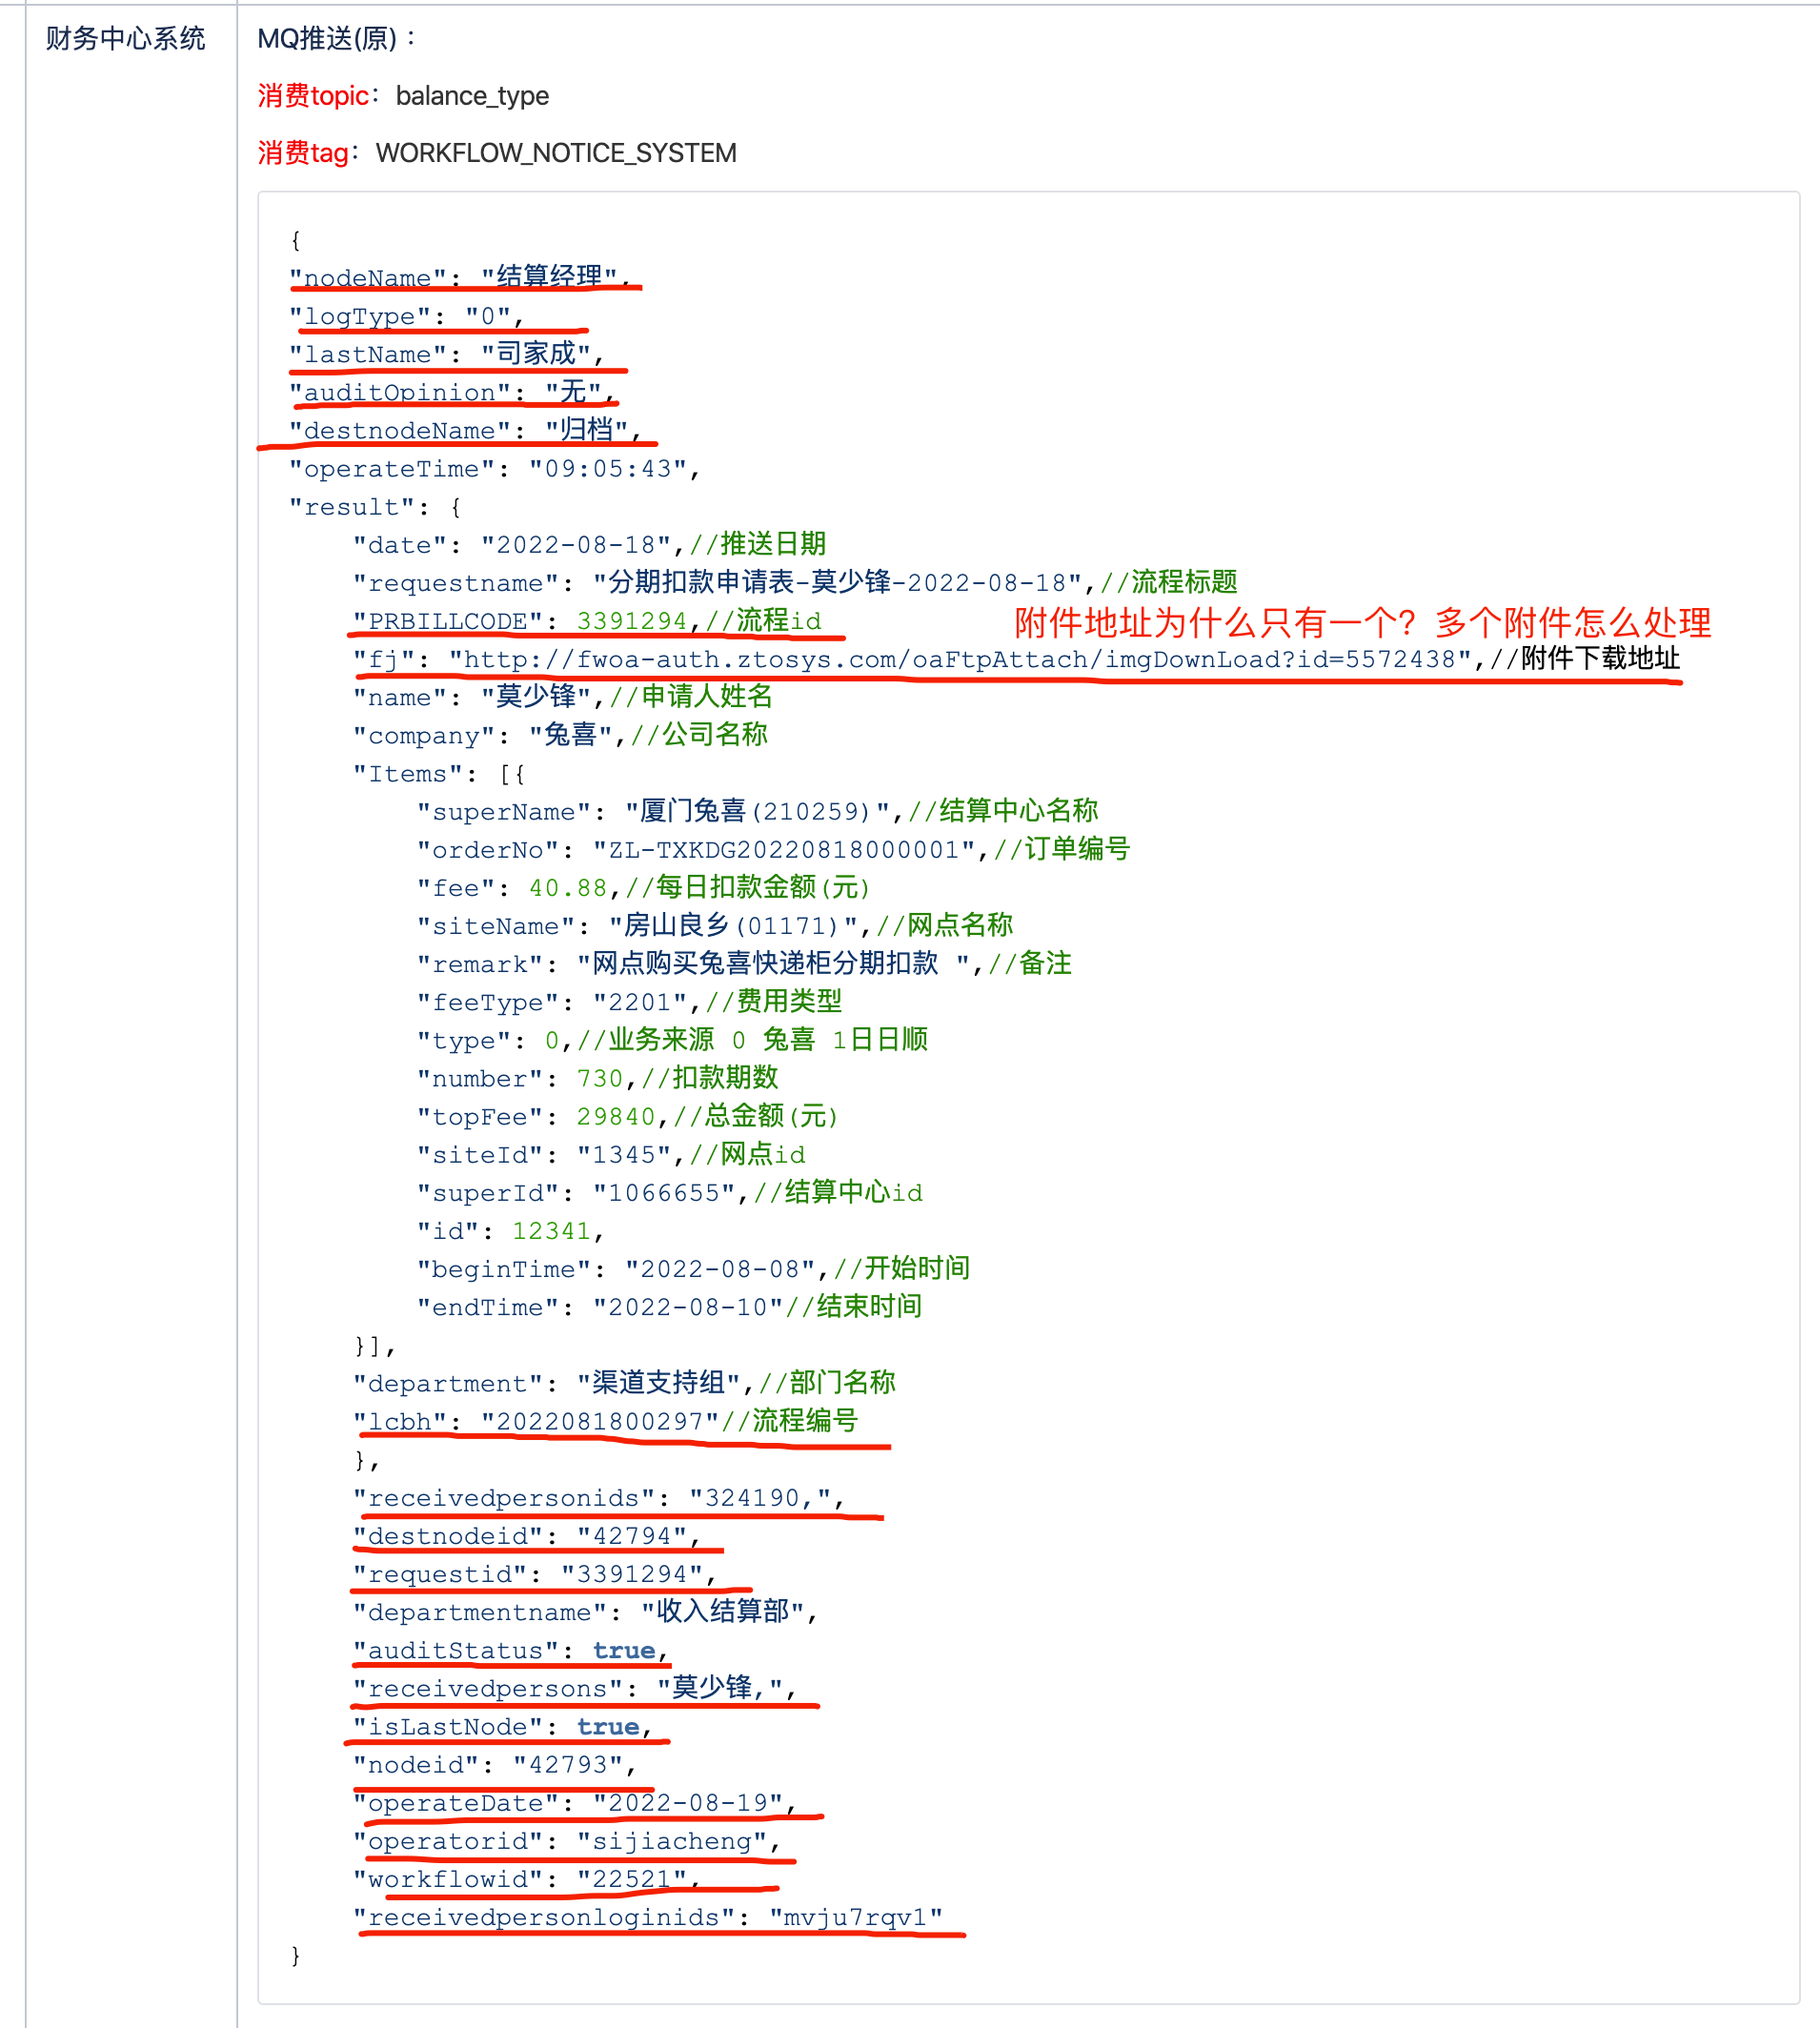 财务中心系统
MQ推送(原)：
消费topic：balance_type
消费tag：WORKFLOW_NOTICE_SYSTEM
{
"nodeName": "结算经理",
"logType": "0",
"lastName": "司家成",
"auditOpinion": "无",
"destnodeName": "归档",
"operateTime": "09:05:43",
"result": {
"date": "2022-08-18",//推送日期
"requestname": "分期扣款申请表-莫少锋-2022-08-18",//流程标题
"PRBILLCODE": 3391294,//流程id
附件地址为什么只有一个？多个附件怎么处理
"fj": "http://fwoa-auth.ztosys.com/oaFtpAttach/imgDownLoad?id=5572438",//附件下载地址
"name": "莫少锋",//申请人姓名
"company": "兔喜",//公司名称
"Items": [{
"superName": "厦门兔喜(210259)",//结算中心名称
"orderNo": "ZL-TXKDG20220818000001",//订单编号
"fee": 40.88,//每日扣款金额(元)
"siteName": "房山良乡(01171)",//网点名称
"remark": "网点购买兔喜快递柜分期扣款 ",//备注
"feeType": "2201",//费用类型
"type": 0,//业务来源 0 兔喜 1日日顺
"number": 730,//扣款期数
"topFee": 29840,//总金额(元)
"siteId": "1345",//网点id
"superId": "1066655",//结算中心id
"id": 12341,
"beginTime": "2022-08-08",//开始时间
"endTime": "2022-08-10"//结束时间
}],
"department": "渠道支持组",//部门名称
"lcbh": "2022081800297"//流程编号
},
"receivedpersonids": "324190,",
"destnodeid": "42794",
"requestid": "3391294",
"departmentname": "收入结算部",
"auditStatus": true,
"receivedpersons": "莫少锋,",
"isLastNode": true,
"nodeid": "42793",
"operateDate": "2022-08-19",
"operatorid": "sijiacheng",
"workflowid": "22521",
"receivedpersonloginids": "mvju7rqv1"
}